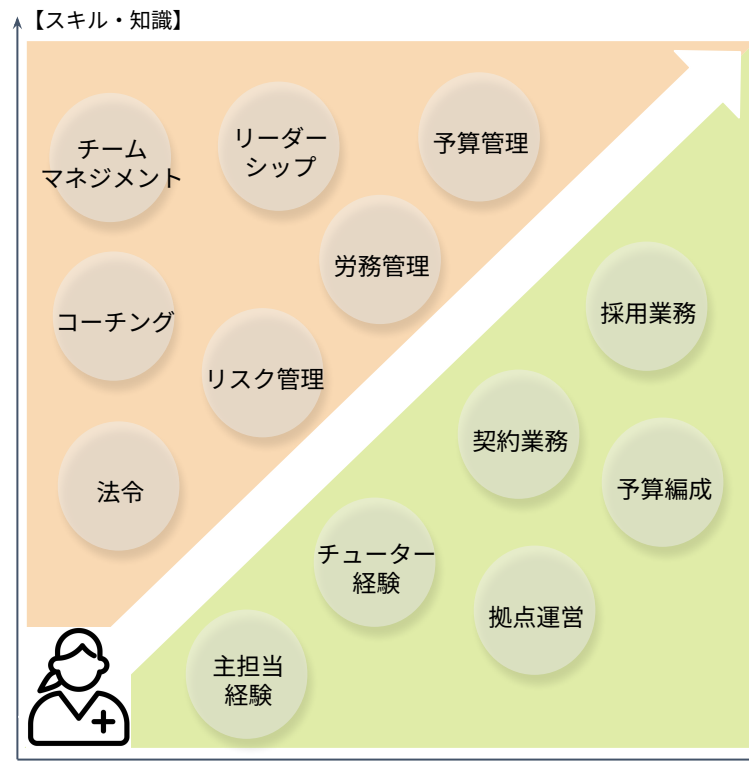 【スキル・知識】
チーム
マネジメント
リーダー
シップ
予算管理
労務管理
コーチング
リスク管理
法令
採用業務
契約業務
予算編成
チューター
経験
拠点運営
主担当
経験